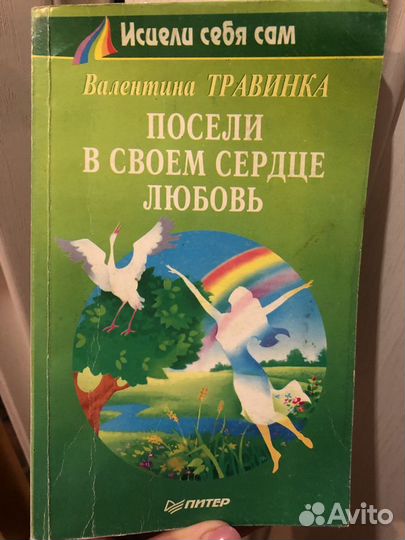 Исцели себя сам
Валентина ТРАВИНКА
ПОСЕЛИ
В СВОЕМ СЕРДЦЕ
ЛЮБОВЬ
ПИТЕР
Avito